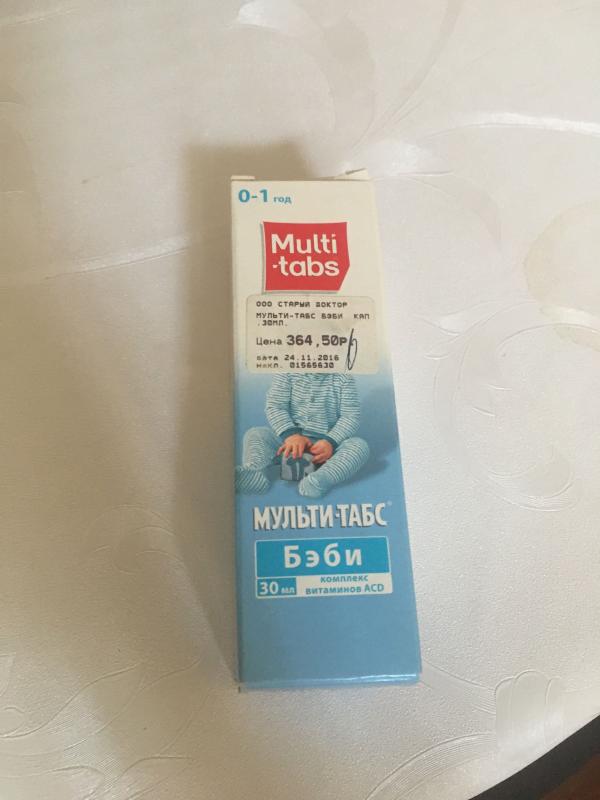 0-1 год
Multi
-tabs
ООО СТАРЫЙ ДОКТОР
МУЛЬТИ-ТАБС БЭБИ КАП
.30МЛ.
Цена 364,50Р
дата 24.11.2016
накл. 01565630
МУЛЬТИ-ТАБС®
Бэби
30 мл
комплекс
витаминов ACD